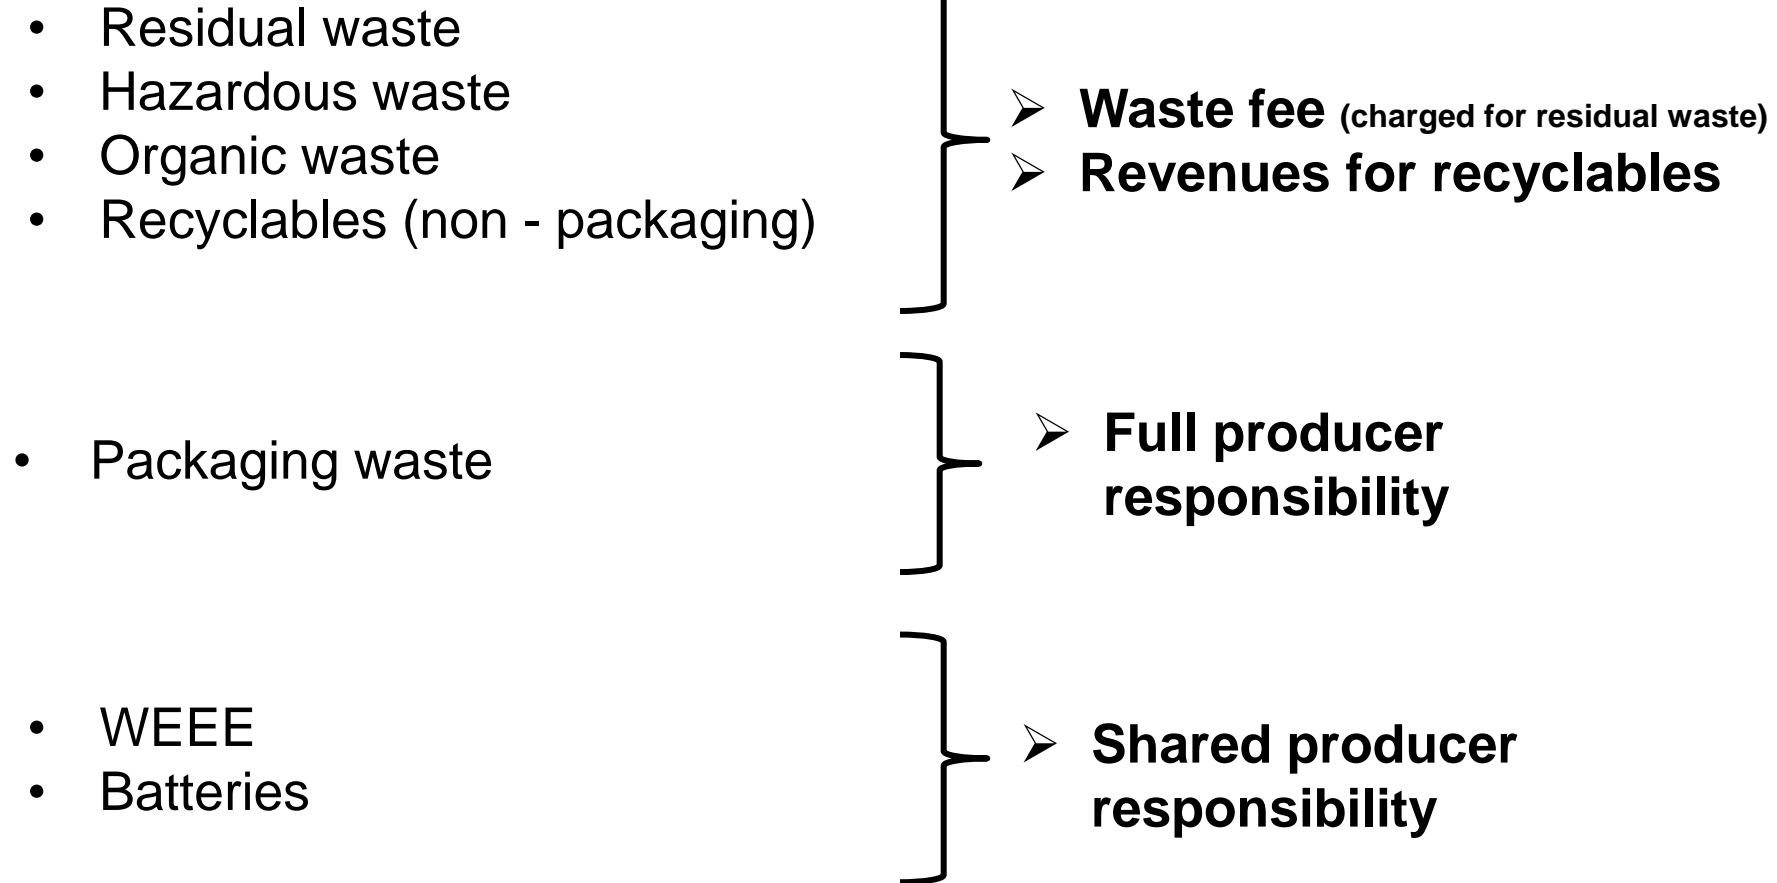 • Residual waste
• Hazardous waste
• Organic waste
• Recyclables (non - packaging)
➢ Waste fee (charged for residual waste)
➢ Revenues for recyclables
• Packaging waste
➢ Full producer
responsibility
• WEEE
• Batteries
➢ Shared producer
responsibility